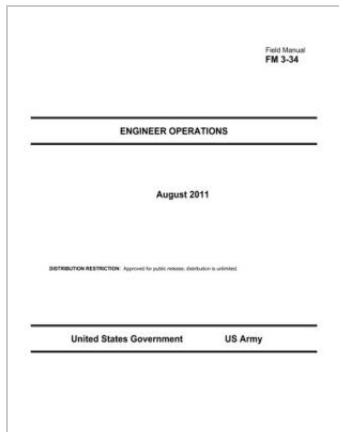 Field Manual
FM 3-34
ENGINEER OPERATIONS
August 2011
DISTRIBUTION RESTRICTION: Approved for public release; distribution is unlimited.
United States Government US Army